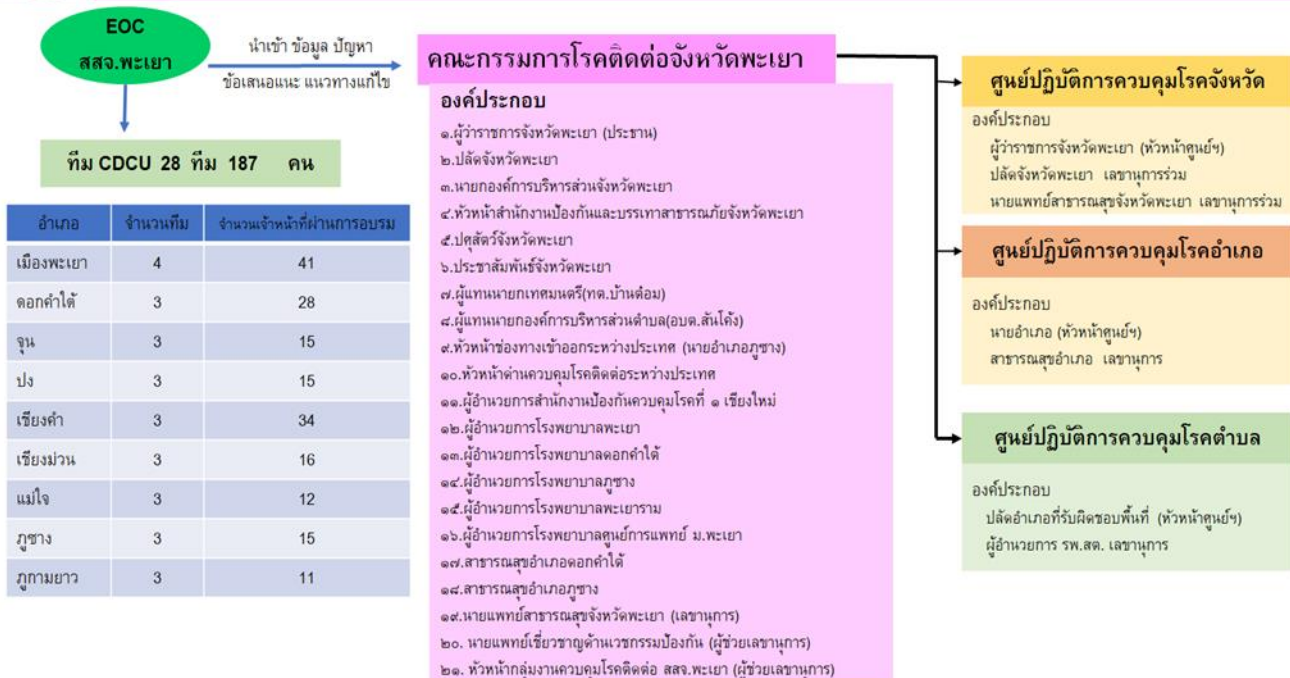 EOC
สสจ.พะเยา
นำเข้า ข้อมูล ปัญหา
ข้อเสนอแนะ แนวทางแก้ไข
ทีม CDCU 28 ทีม 187 คน
อำเภอ จำนวนทีม จำนวนเจ้าหน้าที่ผ่านการอบรม
เมืองพะเยา 4 41
ดอกคำใต้ 3 28
จุน 3 15
ปง 3 15
เชียงคำ 3 34
เชียงม่วน 3 16
แม่ใจ 3 12
ภูซาง 3 15
ภูกามยาว 3 11
คณะกรรมการโรคติดต่อจังหวัดพะเยา
องค์ประกอบ
๑.ผู้ว่าราชการจังหวัดพะเยา (ประธาน)
๒.ปลัดจังหวัดพะเยา
๓.นายกองค์การบริหารส่วนจังหวัดพะเยา
๔.หัวหน้าสำนักงานป้องกันและบรรเทาสาธารณภัยจังหวัดพะเยา
๕.ปศุสัตว์จังหวัดพะเยา
๖.ประชาสัมพันธ์จังหวัดพะเยา
๗.ผู้แทนนายกเทศมนตรี(ทต.บ้านต๋อม)
๘.ผู้แทนนายกองค์การบริหารส่วนตำบล(อบต.สันโค้ง)
๙.หัวหน้าช่องทางเข้าออกระหว่างประเทศ (นายอำเภอภูซาง)
๑๐.หัวหน้าด่านควบคุมโรคติดต่อระหว่างประเทศ
๑๑.ผู้อำนวยการสำนักงานป้องกันควบคุมโรคที่ ๑ เชียงใหม่
๑๒.ผู้อำนวยการโรงพยาบาลพะเยา
๑๓.ผู้อำนวยการโรงพยาบาลดอกคำใต้
๑๔.ผู้อำนวยการโรงพยาบาลภูซาง
๑๕.ผู้อำนวยการโรงพยาบาลพะเยาราม
๑๖.ผู้อำนวยการโรงพยาบาลศูนย์การแพทย์ ม.พะเยา
๑๗.สาธารณสุขอำเภอดอกคำใต้
๑๘.สาธารณสุขอำเภอภูซาง
๑๙.นายแพทย์สาธารณสุขจังหวัดพะเยา (เลขานุการ)
๒๐. นายแพทย์เชี่ยวชาญด้านเวชกรรมป้องกัน (ผู้ช่วยเลขานุการ)
๒๑. หัวหน้ากลุ่มงานควบคุมโรคติดต่อ สสจ.พะเยา (ผู้ช่วยเลขานุการ)
ศูนย์ปฏิบัติการควบคุมโรคจังหวัด
องค์ประกอบ
ผู้ว่าราชการจังหวัดพะเยา (หัวหน้าศูนย์ฯ)
ปลัดจังหวัดพะเยา เลขานุการร่วม
นายแพทย์สาธารณสุขจังหวัดพะเยา เลขานุการร่วม
ศูนย์ปฏิบัติการควบคุมโรคอำเภอ
องค์ประกอบ
นายอำเภอ (หัวหน้าศูนย์ฯ)
สาธารณสุขอำเภอ เลขานุการ
ศูนย์ปฏิบัติการควบคุมโรคตำบล
องค์ประกอบ
ปลัดอำเภอที่รับผิดชอบพื้นที่ (หัวหน้าศูนย์ฯ)
ผู้อำนวยการ รพ.สต. เลขานุการ